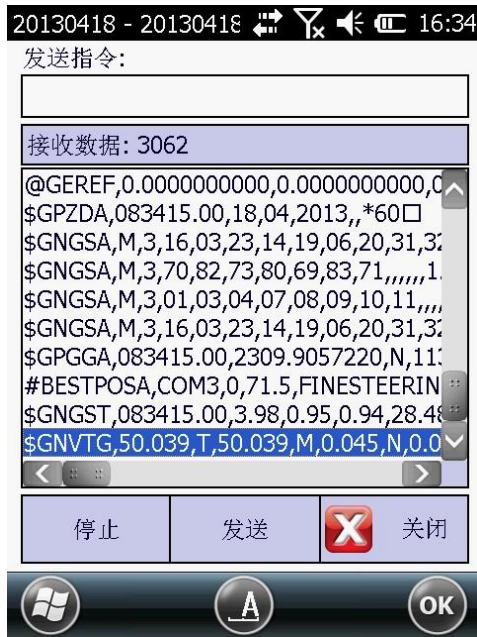 20130418 - 20130418 16:34
发送指令:
接收数据: 3062
@GEREF,0.0000000000,0.0000000000,0
$GPZDA,083415.00,18,04,2013,,*60□
$GNGSA,M,3,16,03,23,14,19,06,20,31,32
$GNGSA,M,3,70,82,73,80,69,83,71,,,,,,1.
$GNGSA,M,3,01,03,04,07,08,09,10,11,,,,
$GNGSA,M,3,16,03,23,14,19,06,20,31,32
$GPGGA,083415.00,2309.9057220,N,113
#BESTPOSA,COM3,0,71.5,FINESTEERIN
$GNGST,083415.00,3.98,0.95,0.94,28.48
$GNVTG,50.039,T,50.039,M,0.045,N,0.0
停止 发送 关闭
A OK